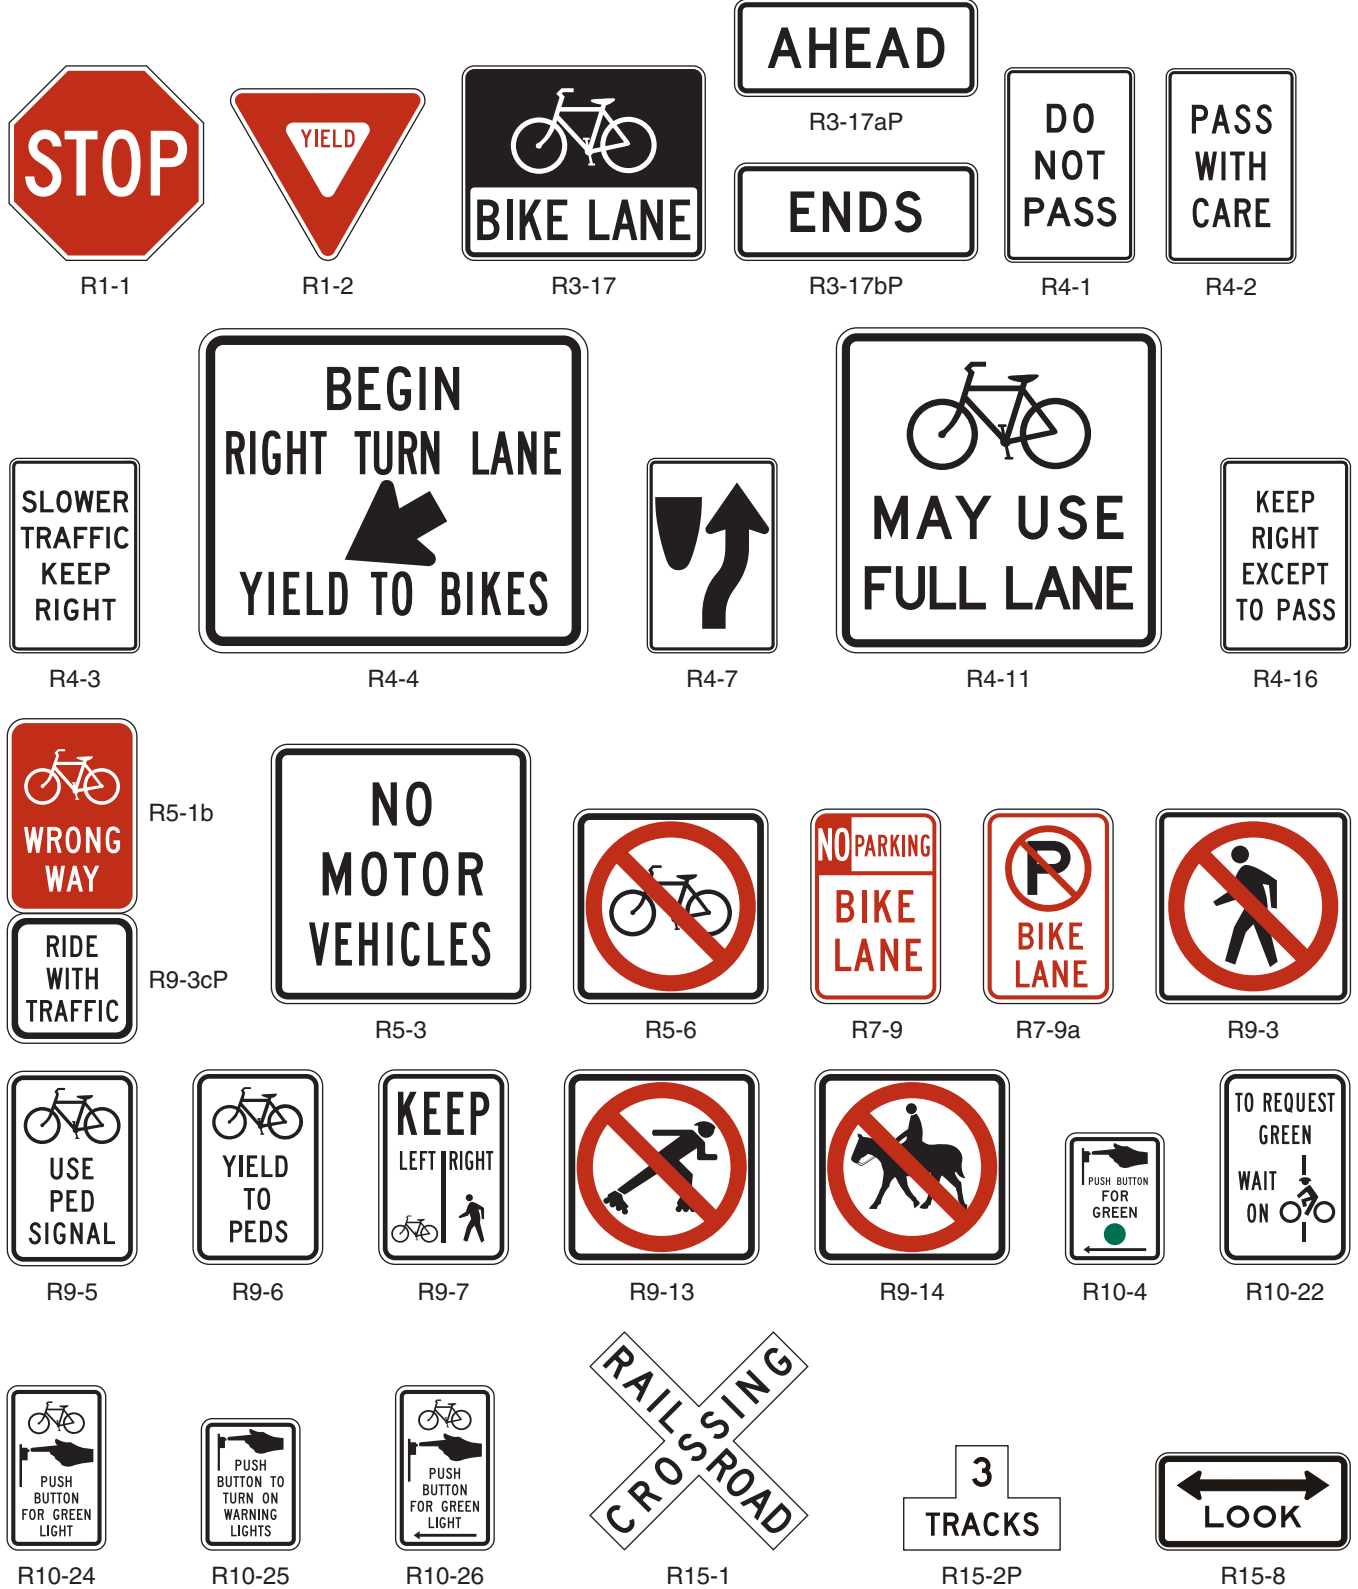 STOP
R1-1
YIELD
R1-2
BIKE LANE
R3-17
AHEAD
R3-17aP
ENDS
R3-17bP
DO
NOT
PASS
R4-1
PASS
WITH
CARE
R4-2
SLOWER
TRAFFIC
KEEP
RIGHT
R4-3
BEGIN
RIGHT TURN LANE
YIELD TO BIKES
R4-4
R4-7
MAY USE
FULL LANE
R4-11
KEEP
RIGHT
EXCEPT
TO PASS
R4-16
WRONG
WAY
R5-1b
RIDE
WITH
TRAFFIC
R9-3cP
NO
MOTOR
VEHICLES
R5-3
R5-6
NO PARKING
BIKE
LANE
R7-9
P
BIKE
LANE
R7-9a
R9-3
USE
PED
SIGNAL
R9-5
YIELD
TO
PEDS
R9-6
KEEP
LEFT RIGHT
R9-7
R9-13
R9-14
PUSH BUTTON
FOR
GREEN
R10-4
TO REQUEST
GREEN
WAIT
ON
R10-22
PUSH
BUTTON
FOR GREEN
LIGHT
R10-24
PUSH
BUTTON TO
TURN ON
WARNING
LIGHTS
R10-25
PUSH
BUTTON
FOR GREEN
LIGHT
R10-26
RAILROAD
CROSSING
R15-1
3
TRACKS
R15-2P
LOOK
R15-8